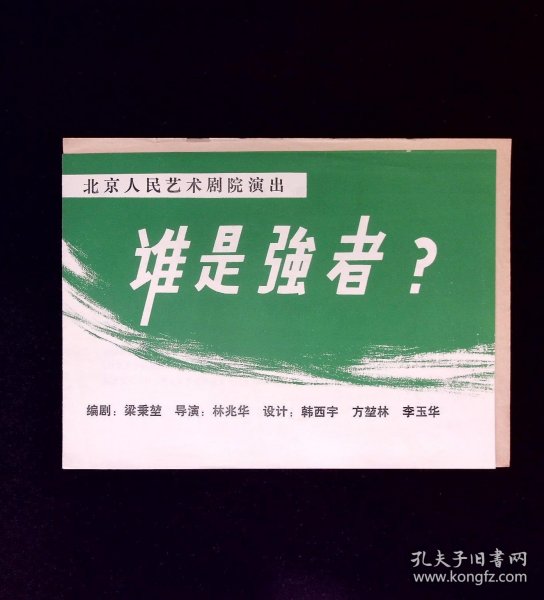 北京人民艺术剧院演出
谁是強者？
编剧：梁秉堃 导演：林兆华 设计：韩西宇 方堃林 李玉华
孔夫子旧书网
www.kongfz.com